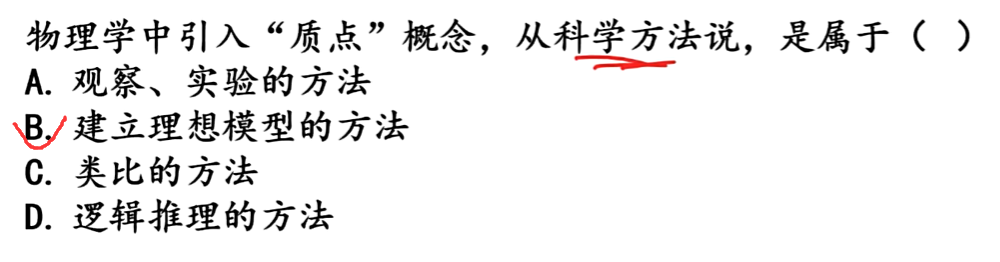 物理学中引入“质点”概念，从科学方法说，是属于（ ）
A. 观察、实验的方法
B. 建立理想模型的方法
C. 类比的方法
D. 逻辑推理的方法